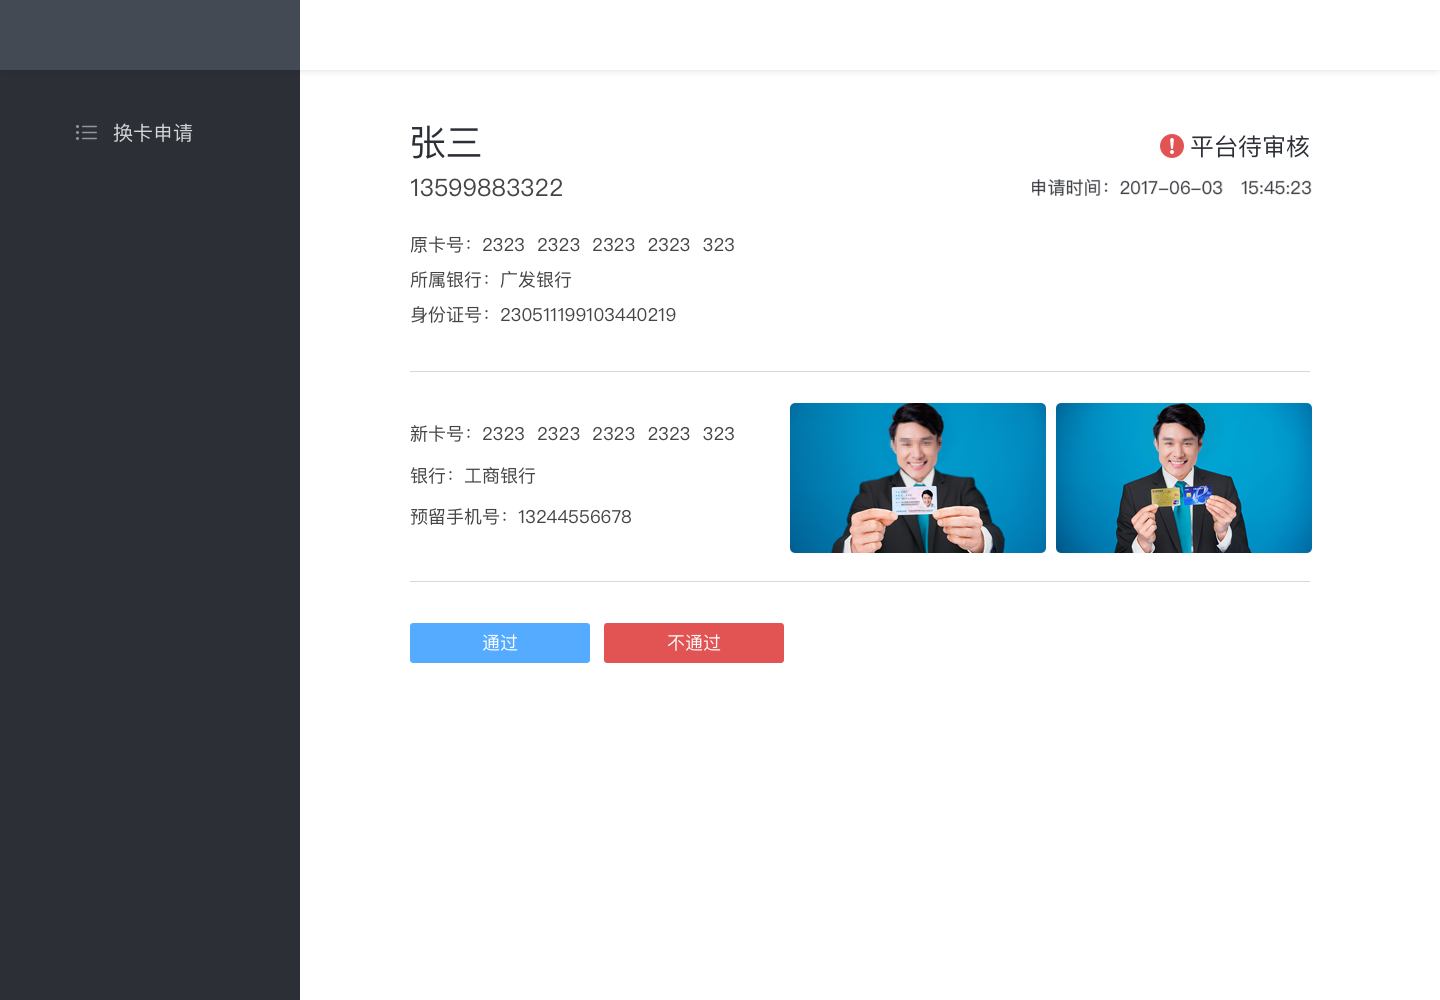 换卡申请
张三
平台待审核
13599883322
申请时间：2017-06-03 15:45:23
原卡号：2323 2323 2323 2323 323
所属银行：广发银行
身份证号：230511199103440219
新卡号：2323 2323 2323 2323 323
银行：工商银行
预留手机号：13244556678
通过
不通过